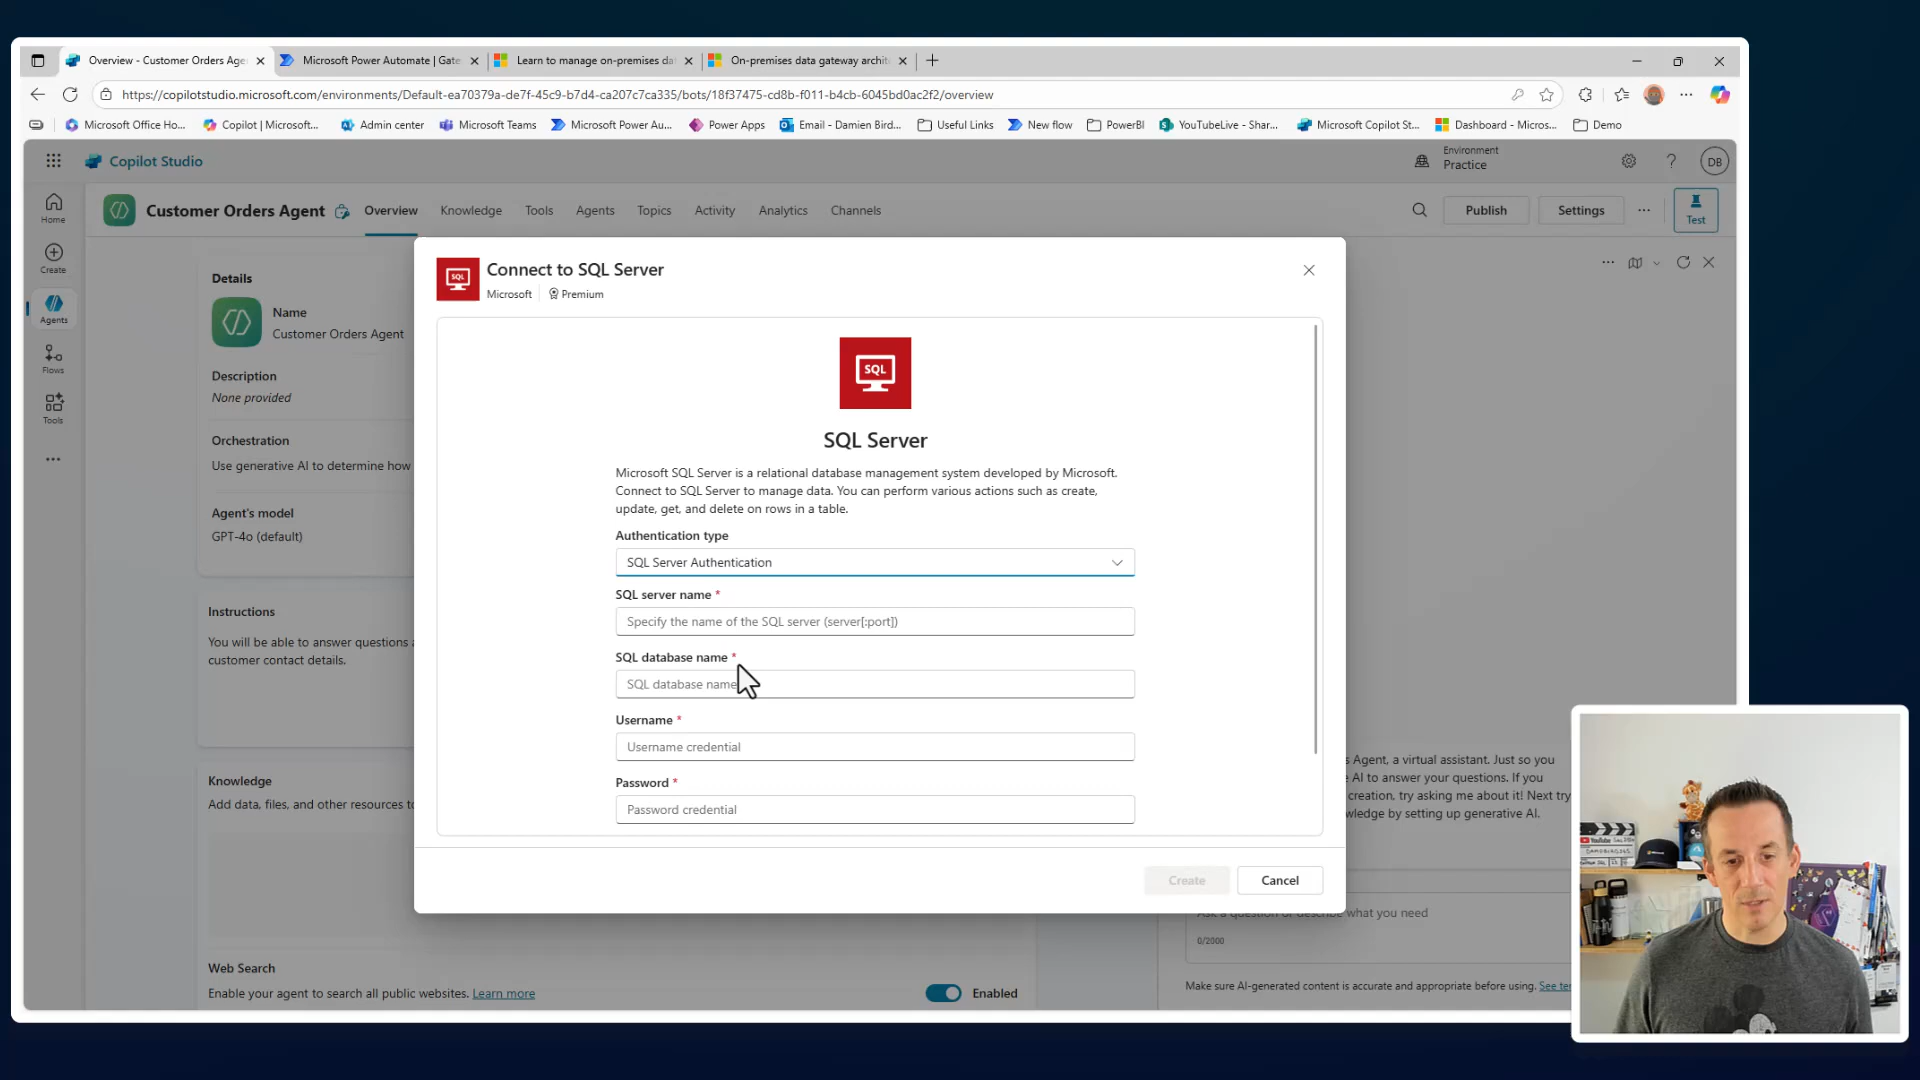 Overview - Customer Orders Age
Microsoft Power Automate | Gate
Learn to manage on-premises da
On-premises data gateway archit
https://copilotstudio.microsoft.com/environments/Default-ea70379a-de7f-45c9-b7d4-ca207c7ca335/bots/18f37475-cd8b-f011-b4cb-6045bd0ac2f2/overview
Microsoft Office Ho...
Copilot | Microsoft...
Admin center
Microsoft Teams
Microsoft Power Au...
Power Apps
Email - Damien Bird...
Useful Links
New flow
PowerBI
YouTubeLive - Shar...
Microsoft Copilot St...
Dashboard - Micros...
Demo
Copilot Studio
Environment
Practice
?
DB
Home
Create
Agents
Flows
Tools
Customer Orders Agent
Overview
Knowledge
Tools
Agents
Topics
Activity
Analytics
Channels
Publish
Settings
Test
Details
Name
Customer Orders Agent
Description
None provided
Orchestration
Use generative AI to determine how
Agent's model
GPT-4o (default)
Instructions
You will be able to answer questions a
customer contact details.
Knowledge
Add data, files, and other resources to
Web Search
Enable your agent to search all public websites. Learn more
Enabled
SQL
Connect to SQL Server
Microsoft
Premium
SQL
SQL Server
Microsoft SQL Server is a relational database management system developed by Microsoft.
Connect to SQL Server to manage data. You can perform various actions such as create,
update, get, and delete on rows in a table.
Authentication type
SQL Server Authentication
SQL server name *
Specify the name of the SQL server (server[:port])
SQL database name *
SQL database name
Username *
Username credential
Password *
Password credential
Create
Cancel
s Agent, a virtual assistant. Just so you
AI to answer your questions. If you
creation, try asking me about it! Next try
wledge by setting up generative AI.
Ask a question or describe what you need
0/2000
Make sure AI-generated content is accurate and appropriate before using. See ter